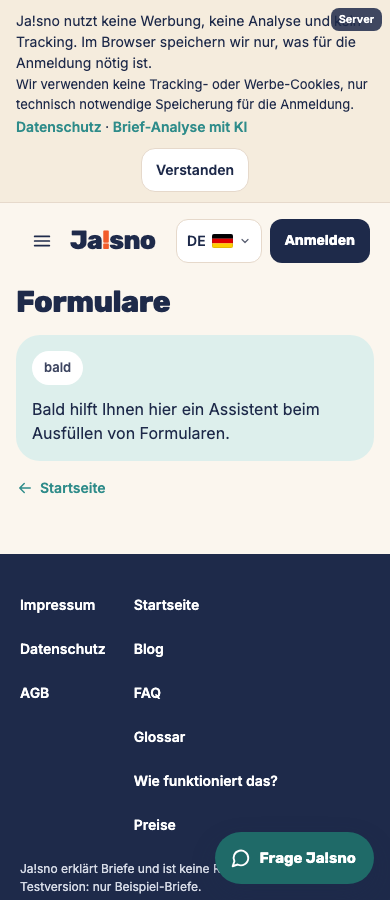 Ja!sno nutzt keine Werbung, keine Analyse und
Server
Tracking. Im Browser speichern wir nur, was für die
Anmeldung nötig ist.
Wir verwenden keine Tracking- oder Werbe-Cookies, nur
technisch notwendige Speicherung für die Anmeldung.
Datenschutz · Brief-Analyse mit KI
Verstanden
Ja!sno
DE
Anmelden
Formulare
bald
Bald hilft Ihnen hier ein Assistent beim
Ausfüllen von Formularen.
← Startseite
Impressum
Startseite
Datenschutz
Blog
AGB
FAQ
Glossar
Wie funktioniert das?
Preise
Frage JaIsno
Ja!sno erklärt Briefe und ist keine
Testversion: nur Beispiel-Briefe.